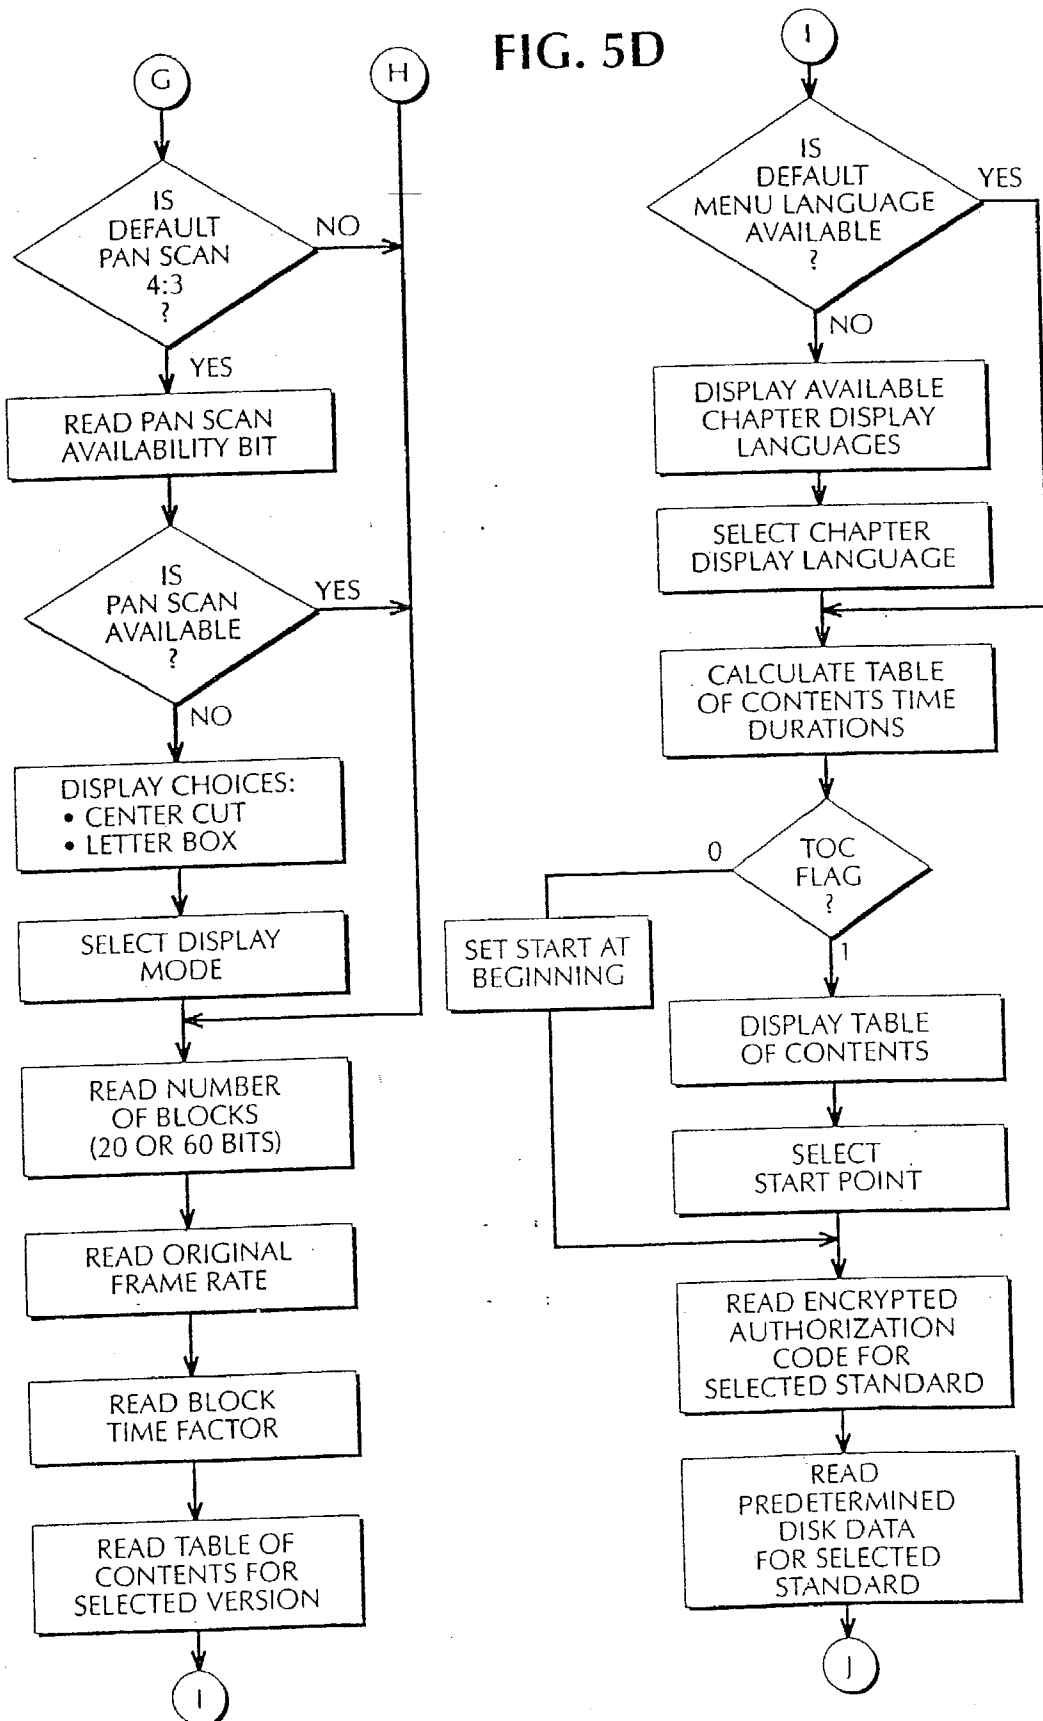 FIG. 5D
G
H
IS
DEFAULT
PAN SCAN
4:3
?
NO
YES
READ PAN SCAN
AVAILABILITY BIT
IS
PAN SCAN
AVAILABLE
?
YES
NO
DISPLAY CHOICES:
• CENTER CUT
• LETTER BOX
SELECT DISPLAY
MODE
READ NUMBER
OF BLOCKS
(20 OR 60 BITS)
READ ORIGINAL
FRAME RATE
READ BLOCK
TIME FACTOR
READ TABLE OF
CONTENTS FOR
SELECTED VERSION
I
I
IS
DEFAULT
MENU LANGUAGE
AVAILABLE
?
YES
NO
DISPLAY AVAILABLE
CHAPTER DISPLAY
LANGUAGES
SELECT CHAPTER
DISPLAY LANGUAGE
CALCULATE TABLE
OF CONTENTS TIME
DURATIONS
TOC
FLAG
?
0
1
SET START AT
BEGINNING
DISPLAY TABLE
OF CONTENTS
SELECT
START POINT
READ ENCRYPTED
AUTHORIZATION
CODE FOR
SELECTED STANDARD
READ
PREDETERMINED
DISK DATA
FOR SELECTED
STANDARD
J